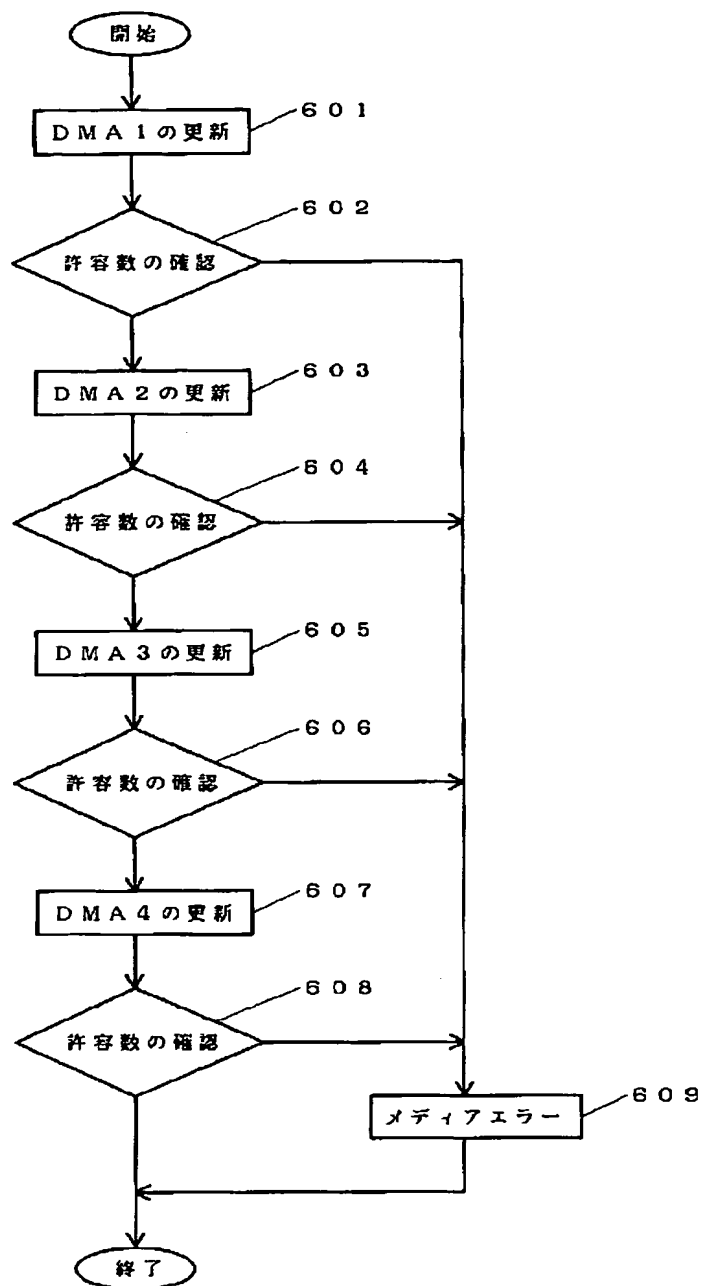 開始
DMA1の更新
601
602
許容数の確認
DMA2の更新
603
604
許容数の確認
DMA3の更新
605
606
許容数の確認
DMA4の更新
607
608
許容数の確認
メディアエラー
609
終了